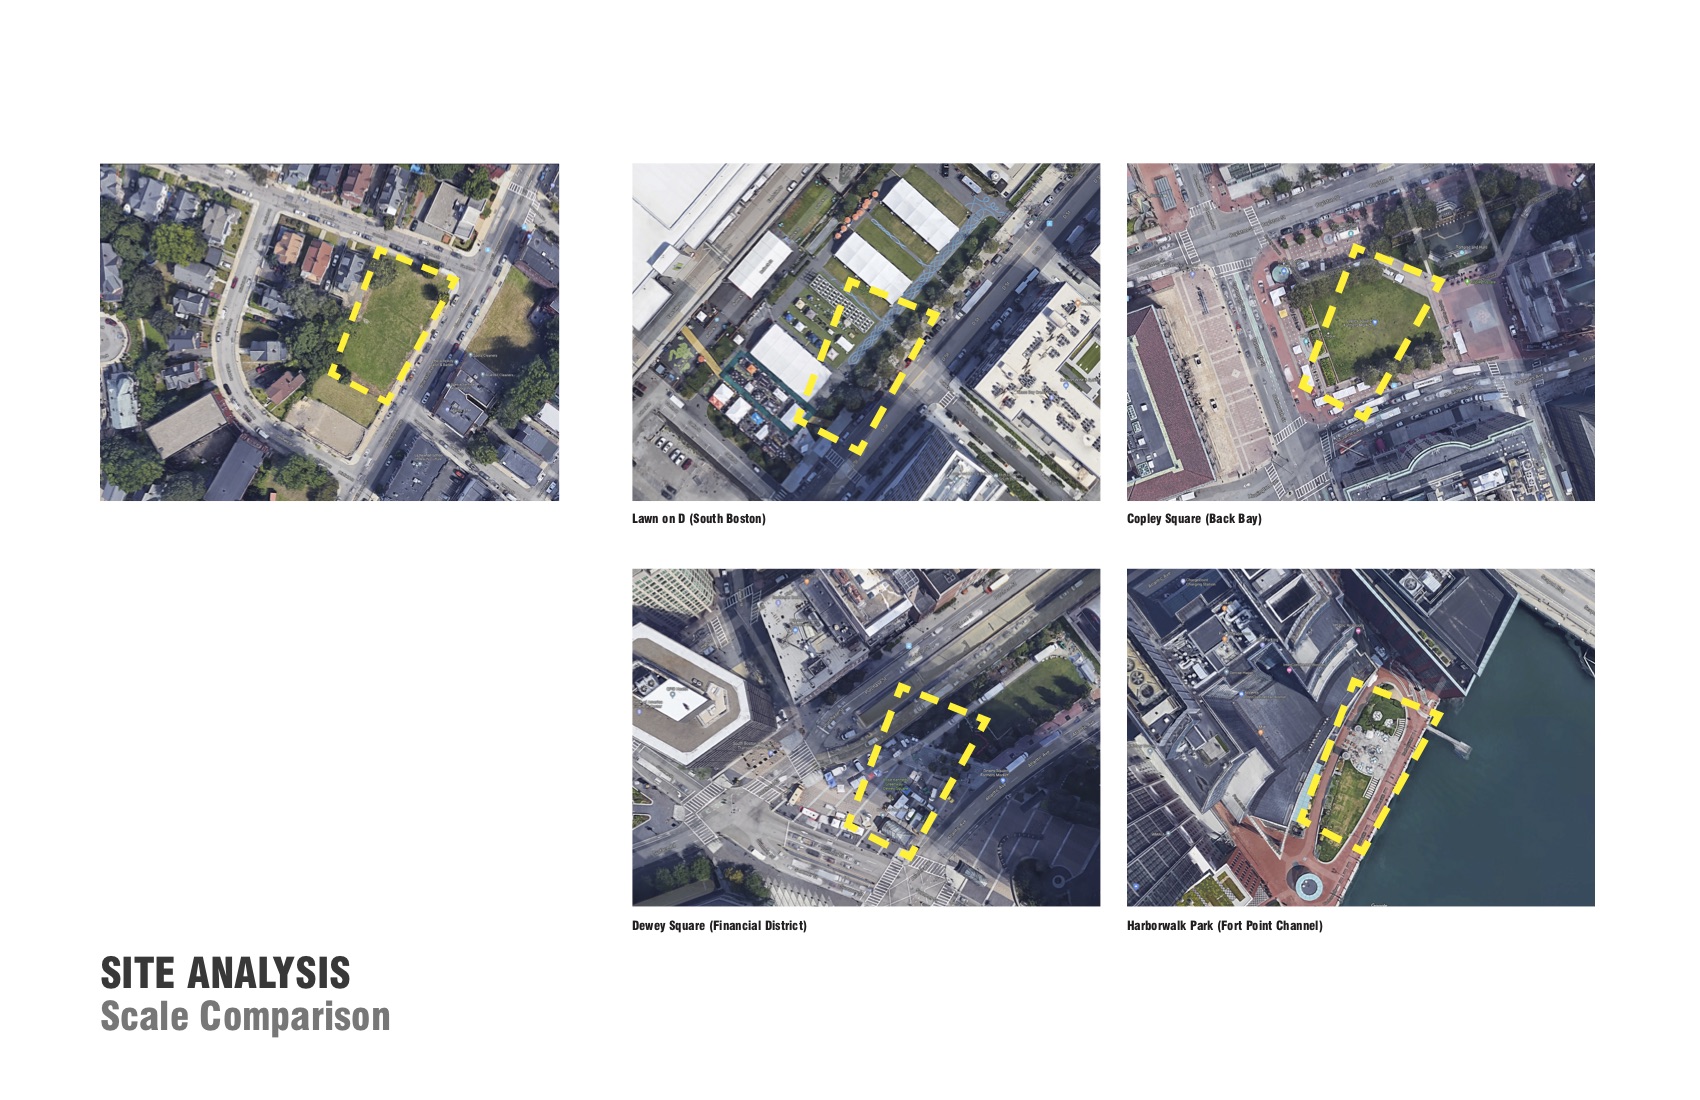 Lawn on D (South Boston)
Copley Square (Back Bay)
Dewey Square (Financial District)
Harborwalk Park (Fort Point Channel)
SITE ANALYSIS
Scale Comparison